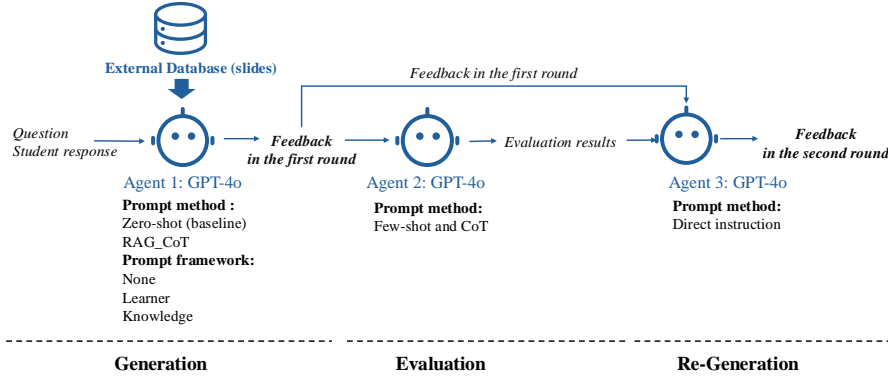 External Database (slides)
Feedback in the first round
Question
Student response
Feedback
in the first round
Evaluation results
Feedback
in the second round
Agent 1: GPT-4o
Prompt method :
Zero-shot (baseline)
RAG_CoT
Prompt framework:
None
Learner
Knowledge
Agent 2: GPT-4o
Prompt method:
Few-shot and CoT
Agent 3: GPT-4o
Prompt method:
Direct instruction
Generation
Evaluation
Re-Generation